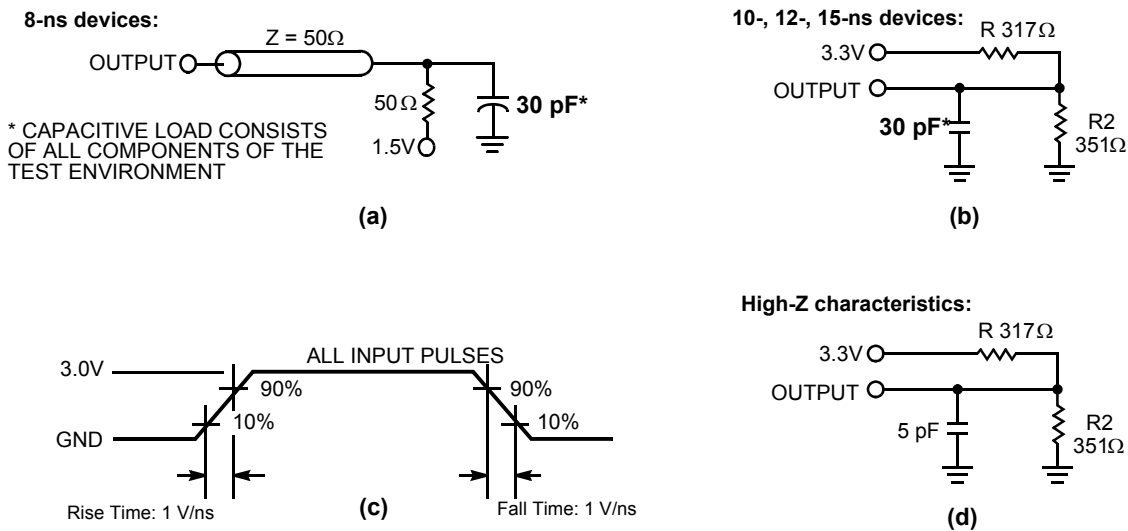 8-ns devices:
Z = 50Ω
OUTPUT
50Ω
30 pF*
1.5V
* CAPACITIVE LOAD CONSISTS
OF ALL COMPONENTS OF THE
TEST ENVIRONMENT
(a)
10-, 12-, 15-ns devices:
R 317Ω
3.3V
OUTPUT
30 pF*
R2
351Ω
(b)
ALL INPUT PULSES
3.0V
90%
90%
10%
10%
GND
Rise Time: 1 V/ns
(c)
Fall Time: 1 V/ns
High-Z characteristics:
R 317Ω
3.3V
OUTPUT
5 pF
R2
351Ω
(d)